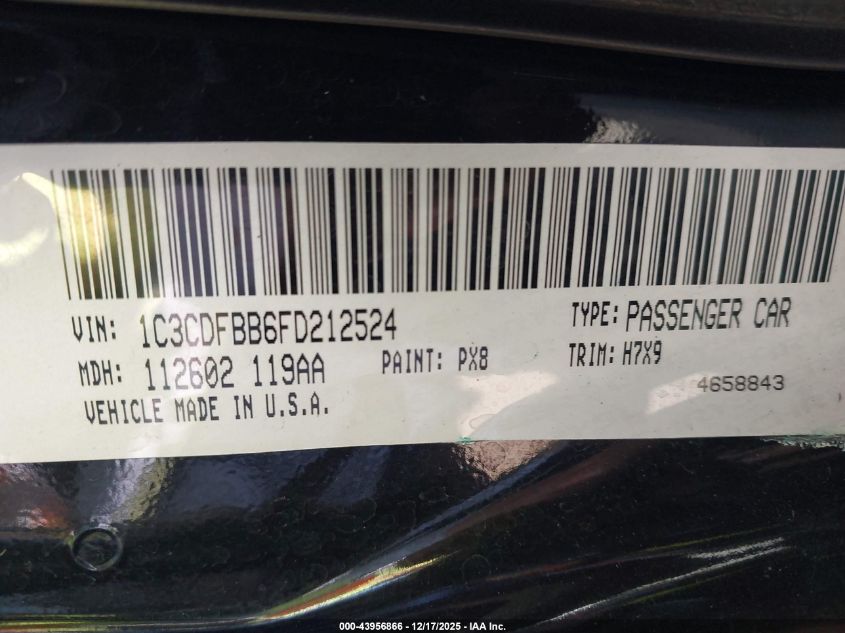 VIN: 1C3CDFBB6FD212524 TYPE: PASSENGER CAR
MDH: 112602 119AA PAINT: PX8 TRIM: H7X9
VEHICLE MADE IN U.S.A. 4658843
000-43956866 - 12/17/2025 - IAA Inc.